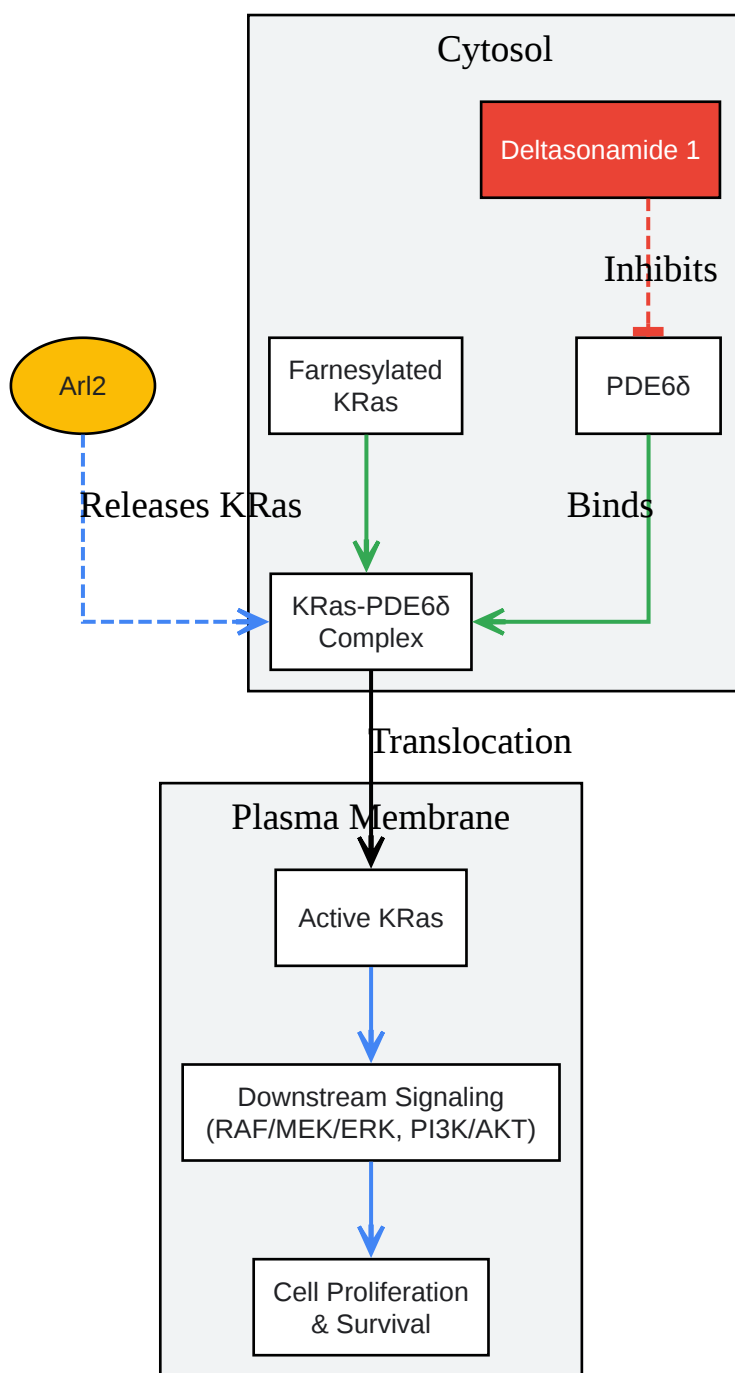 Cytosol
Deltasonamide 1
Inhibits
Arl2
Farnesylated
KRas
PDE6δ
Releases KRas
Binds
KRas-PDE6δ
Complex
Translocation
Plasma Membrane
Active KRas
Downstream Signaling
(RAF/MEK/ERK, PI3K/AKT)
Cell Proliferation
& Survival